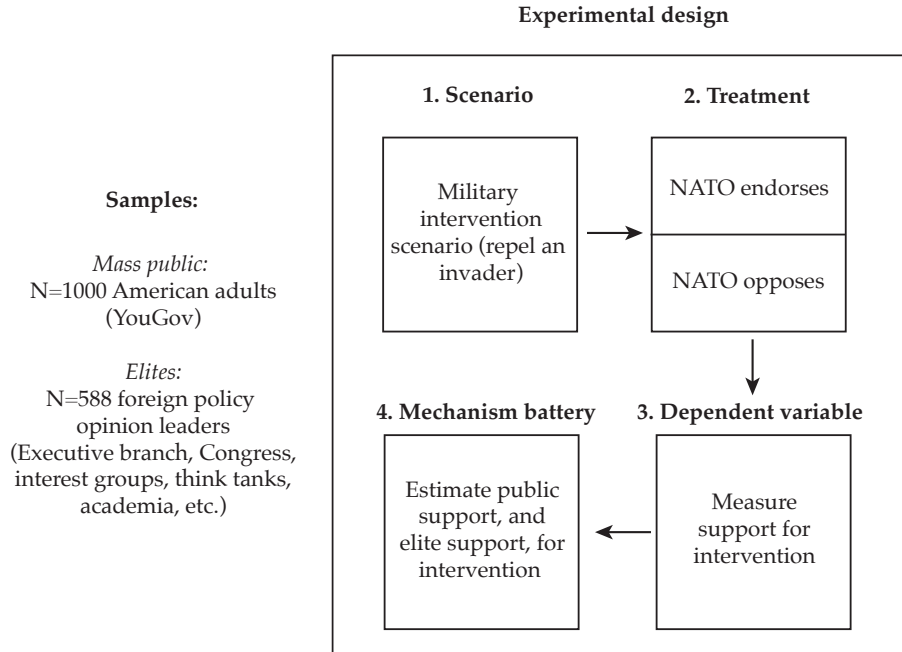 Experimental design
Samples:
Mass public:
N=1000 American adults
(YouGov)
Elites:
N=588 foreign policy
opinion leaders
(Executive branch, Congress,
interest groups, think tanks,
academia, etc.)
1. Scenario
Military
intervention
scenario (repel an
invader)
2. Treatment
NATO endorses
NATO opposes
3. Dependent variable
Measure
support for
intervention
4. Mechanism battery
Estimate public
support, and
elite support, for
intervention